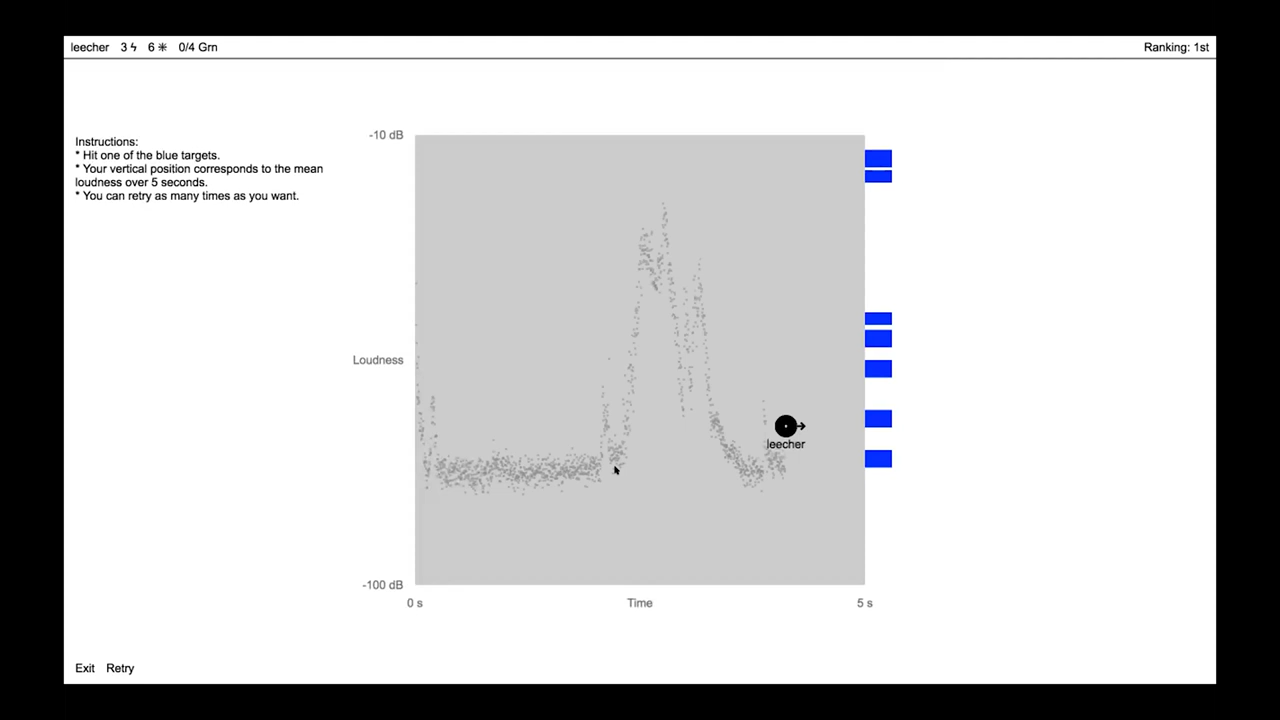 leecher 3ϟ 6✳ 0/4 Grn
Ranking: 1st
Instructions:
* Hit one of the blue targets.
* Your vertical position corresponds to the mean
loudness over 5 seconds.
* You can retry as many times as you want.
-10 dB
Loudness
-100 dB
0 s
Time
5 s
leecher
Exit Retry